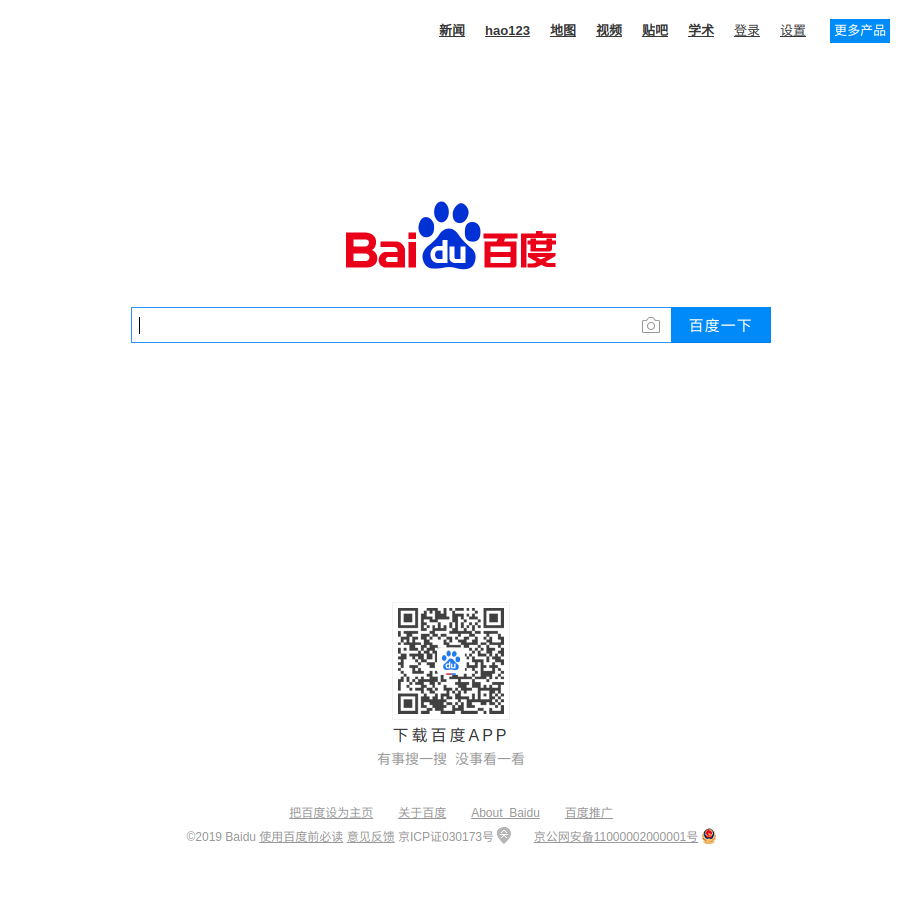 新闻 hao123 地图 视频 贴吧 学术 登录 设置 更多产品
Bai du 百度
百度一下
du
下载百度APP
有事搜一搜 没事看一看
把百度设为主页 关于百度 About Baidu 百度推广
©2019 Baidu 使用百度前必读 意见反馈 京ICP证030173号 京公网安备11000002000001号